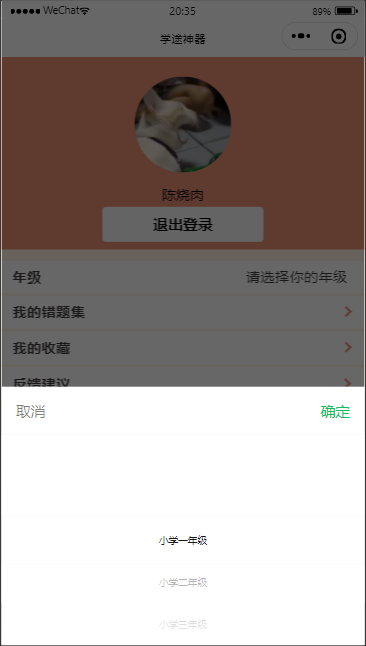 WeChat 20:35 89%
学途神器
陈烧肉
退出登录
年级 请选择你的年级
我的错题集
我的收藏
反馈建议
取消 确定
小学一年级
小学二年级
小学三年级